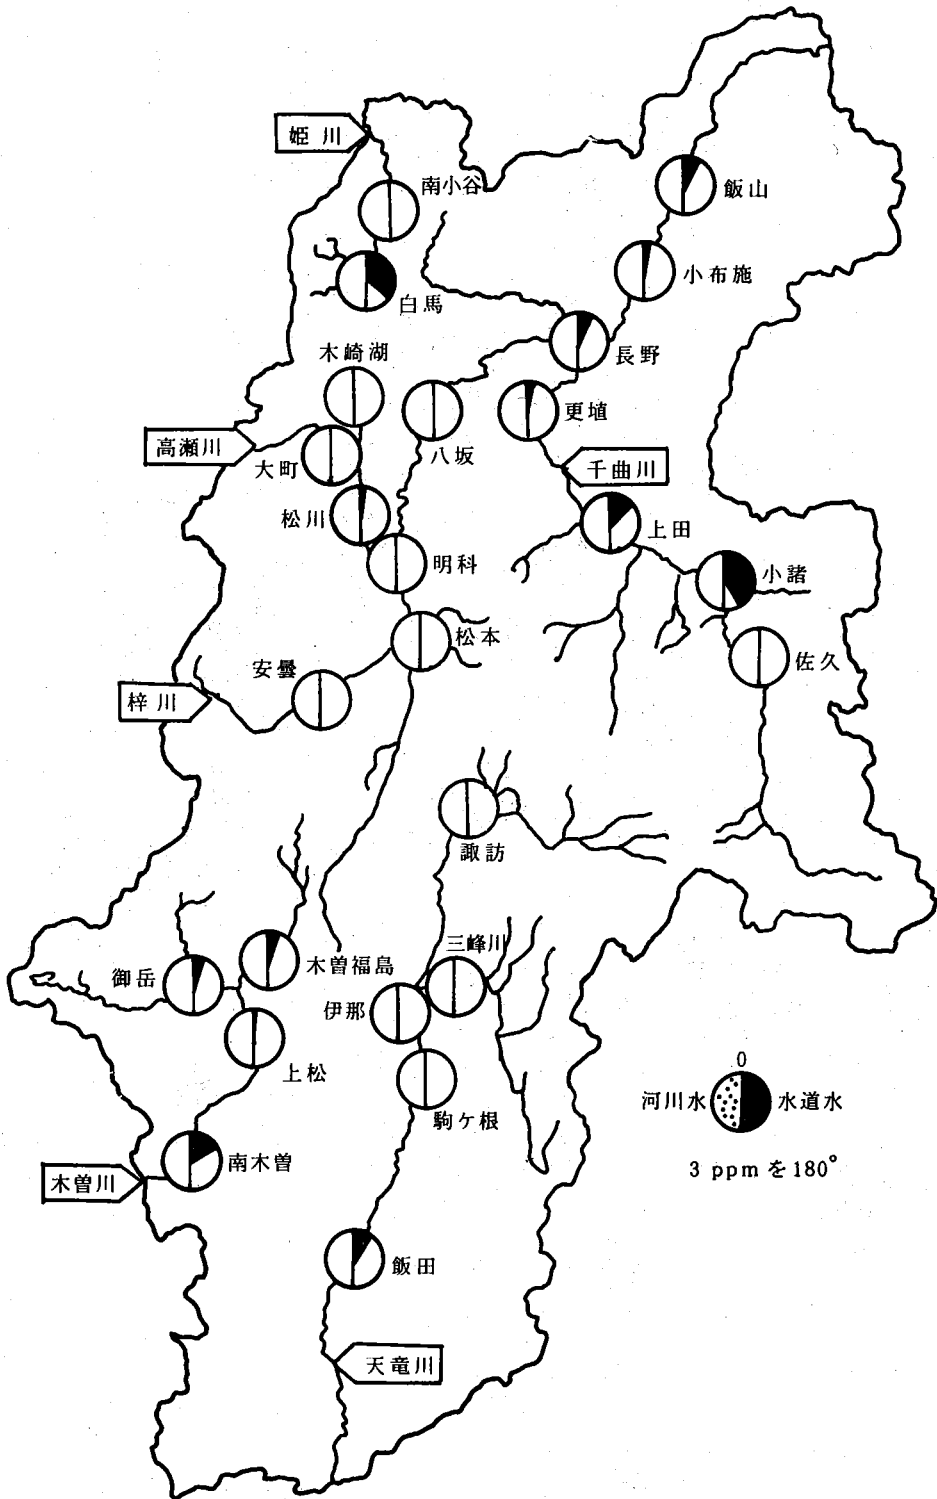 姫川
南小谷
飯山
小布施
白馬
長野
木崎湖
更埴
高瀬川
八坂
大町
千曲川
松川
上田
明科
小諸
松本
佐久
安曇
梓川
諏訪
三峰川
木曽福島
御岳
伊那
上松
0
河川水
水道水
駒ケ根
3 ppmを180°
南木曽
木曽川
飯田
天竜川